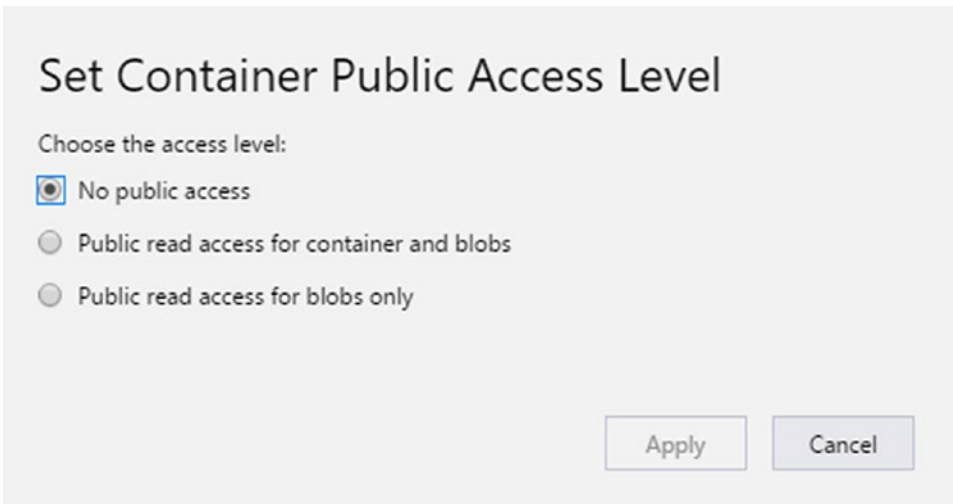 Set Container Public Access Level
Choose the access level:
No public access
Public read access for container and blobs
Public read access for blobs only
Apply
Cancel